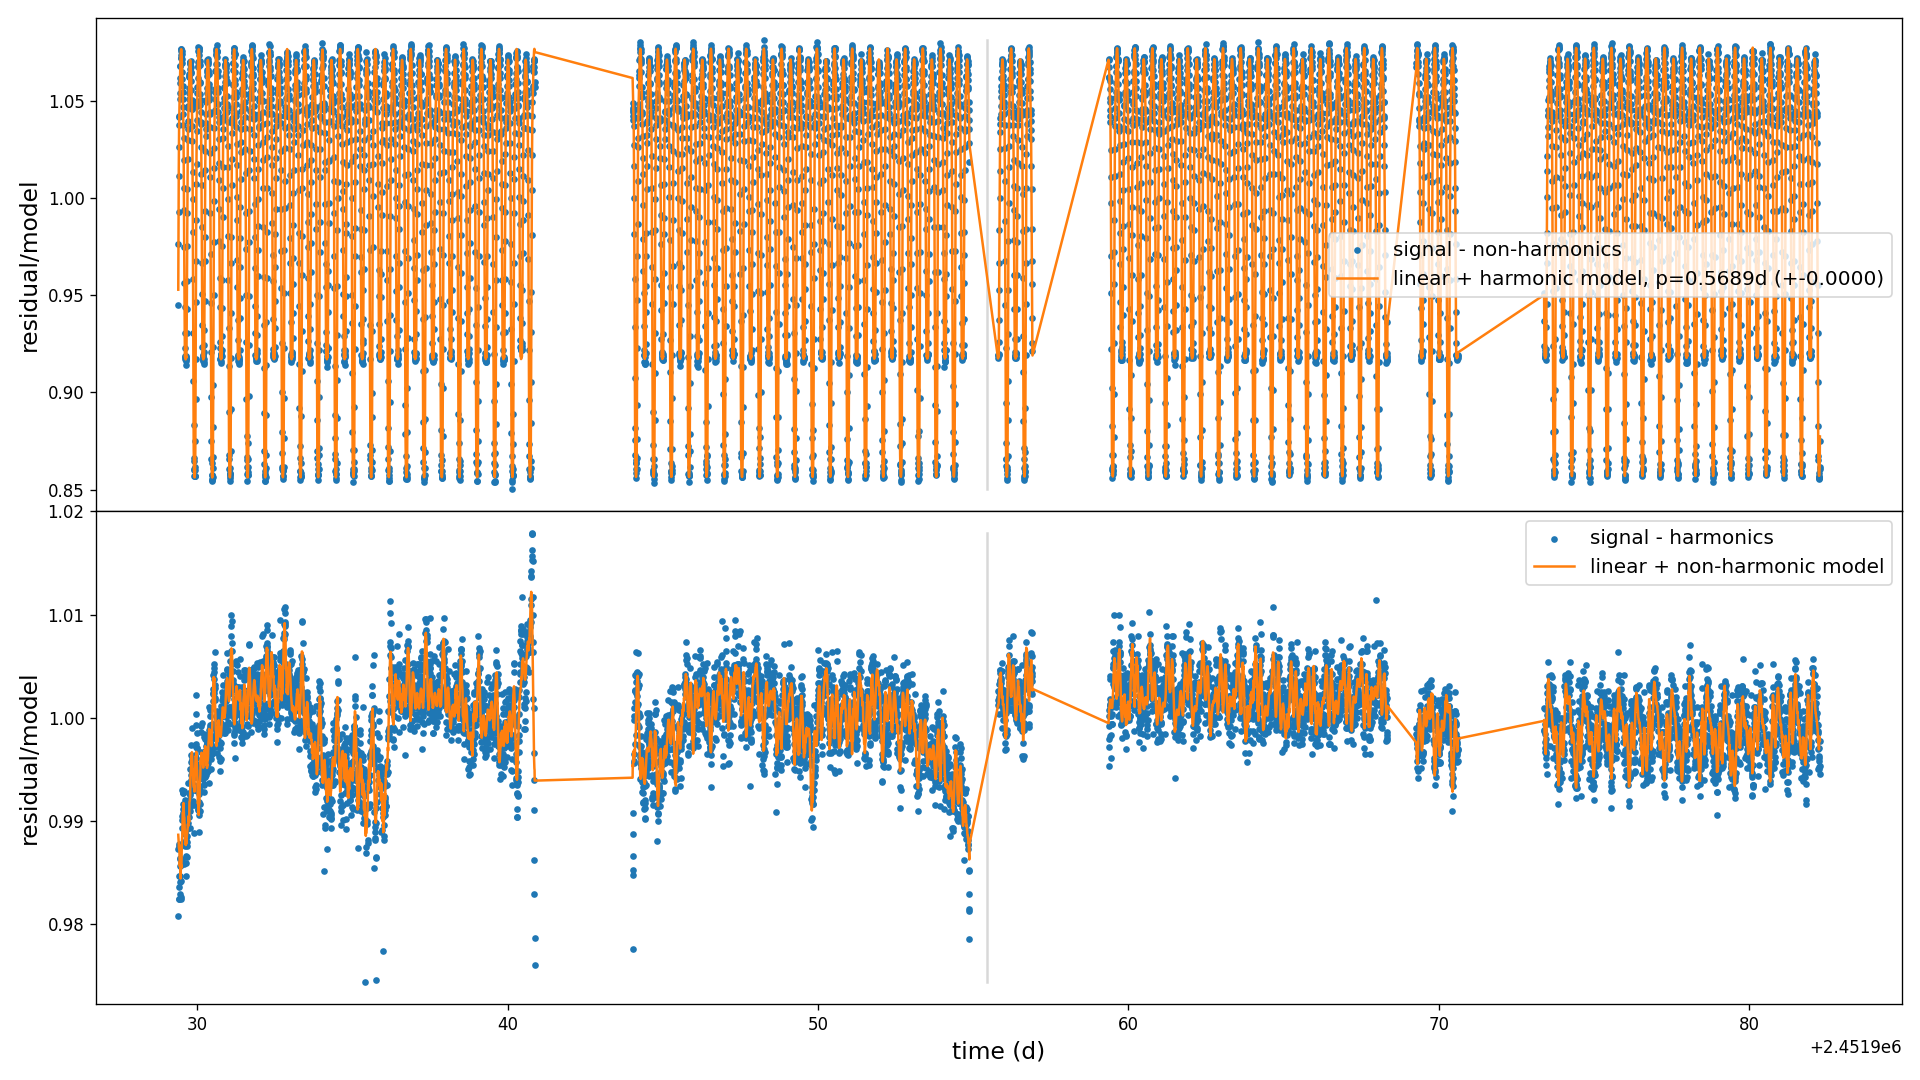 1.05
1.00
0.95
0.90
0.85
residual/model
signal - non-harmonics
linear + harmonic model, p=0.5689d (+-0.0000)
1.02
1.01
1.00
0.99
0.98
residual/model
signal - harmonics
linear + non-harmonic model
30
40
50
60
70
80
time (d)
+2.4519e6